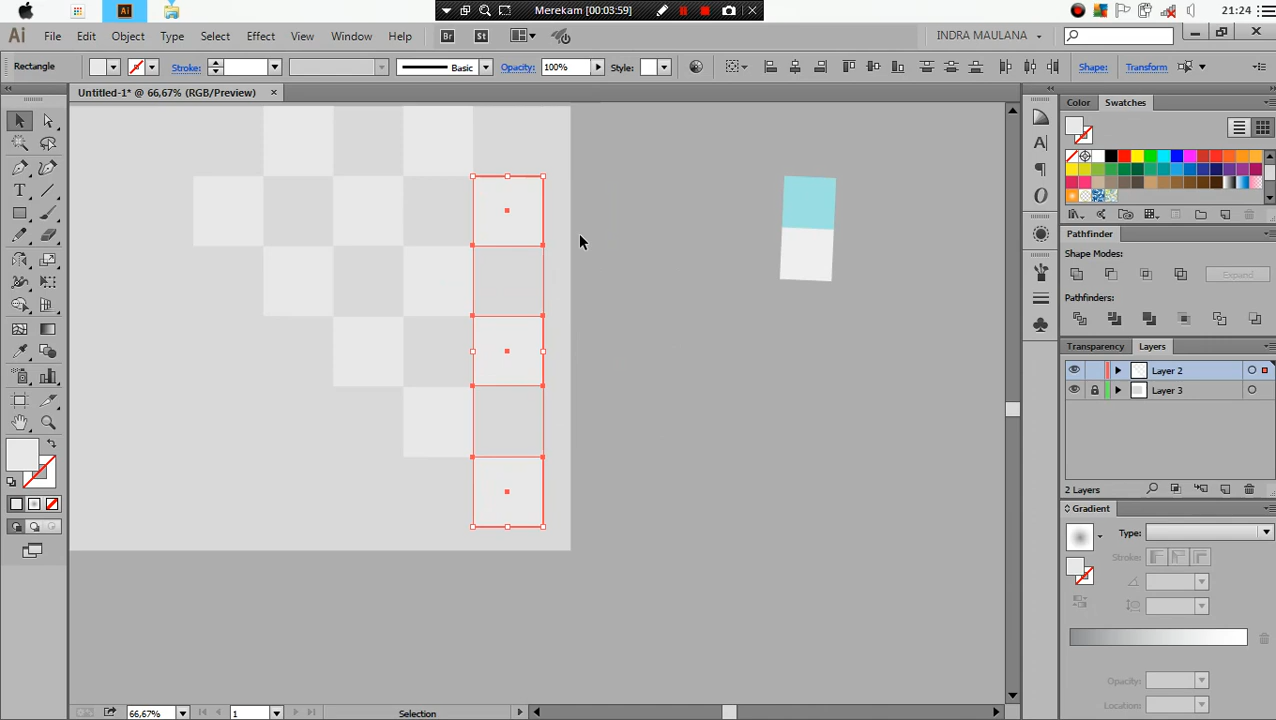 Merekam [00:03:59]
21:24
Ai File Edit Object Type Select Effect View Window Help Br St INDRA MAULANA
Rectangle Stroke: Basic Opacity: 100% Style: Shape: Transform
Untitled-1* @ 66,67% (RGB/Preview) ×
Color Swatches
Pathfinder
Shape Modes:
Expand
Pathfinders:
Transparency Layers
Layer 2
Layer 3
2 Layers
Gradient
Type:
Stroke:
Opacity:
Location:
66,67% 1 Selection